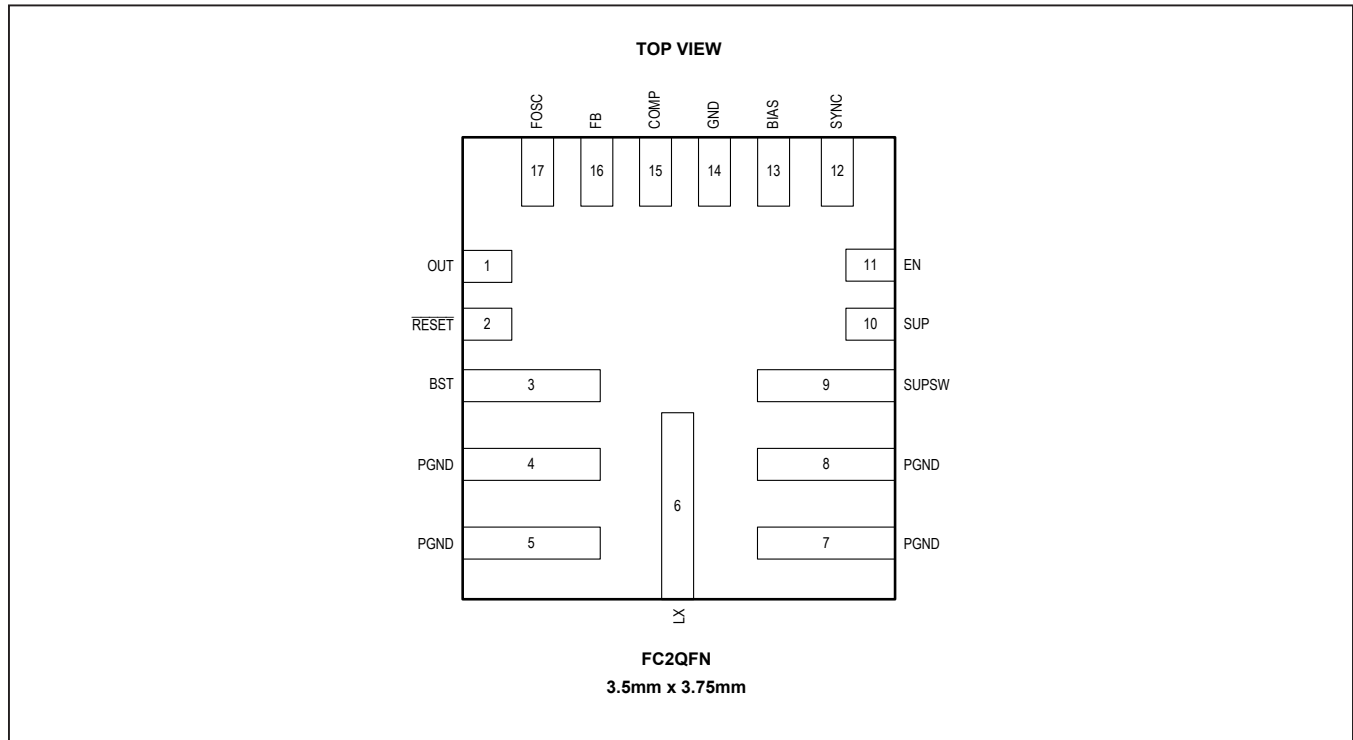 TOP VIEW
FOSC FB COMP GND BIAS SYNC
17 16 15 14 13 12
OUT 1 11 EN
RESET 2 10 SUP
BST 3 9 SUPSW
PGND 4 8 PGND
6
PGND 5 7 PGND
LX
FC2QFN
3.5mm x 3.75mm